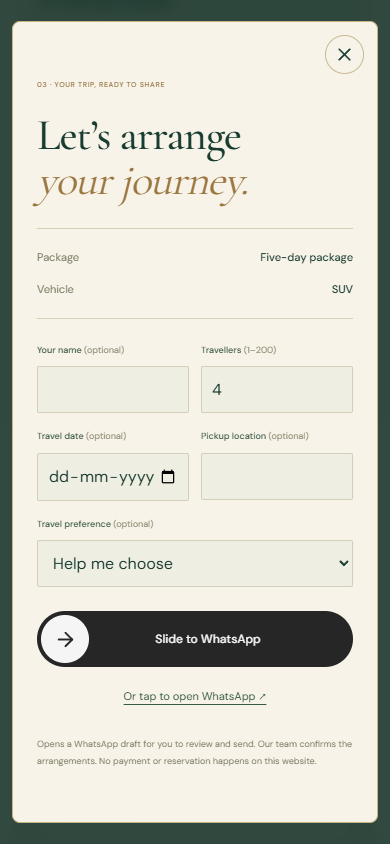 03 · YOUR TRIP, READY TO SHARE
Let’s arrange
your journey.
Package Five-day package
Vehicle SUV
Your name (optional) Travellers (1–200)
4
Travel date (optional) Pickup location (optional)
dd-mm-yyyy
Travel preference (optional)
Help me choose
Slide to WhatsApp
Or tap to open WhatsApp ↗
Opens a WhatsApp draft for you to review and send. Our team confirms the
arrangements. No payment or reservation happens on this website.